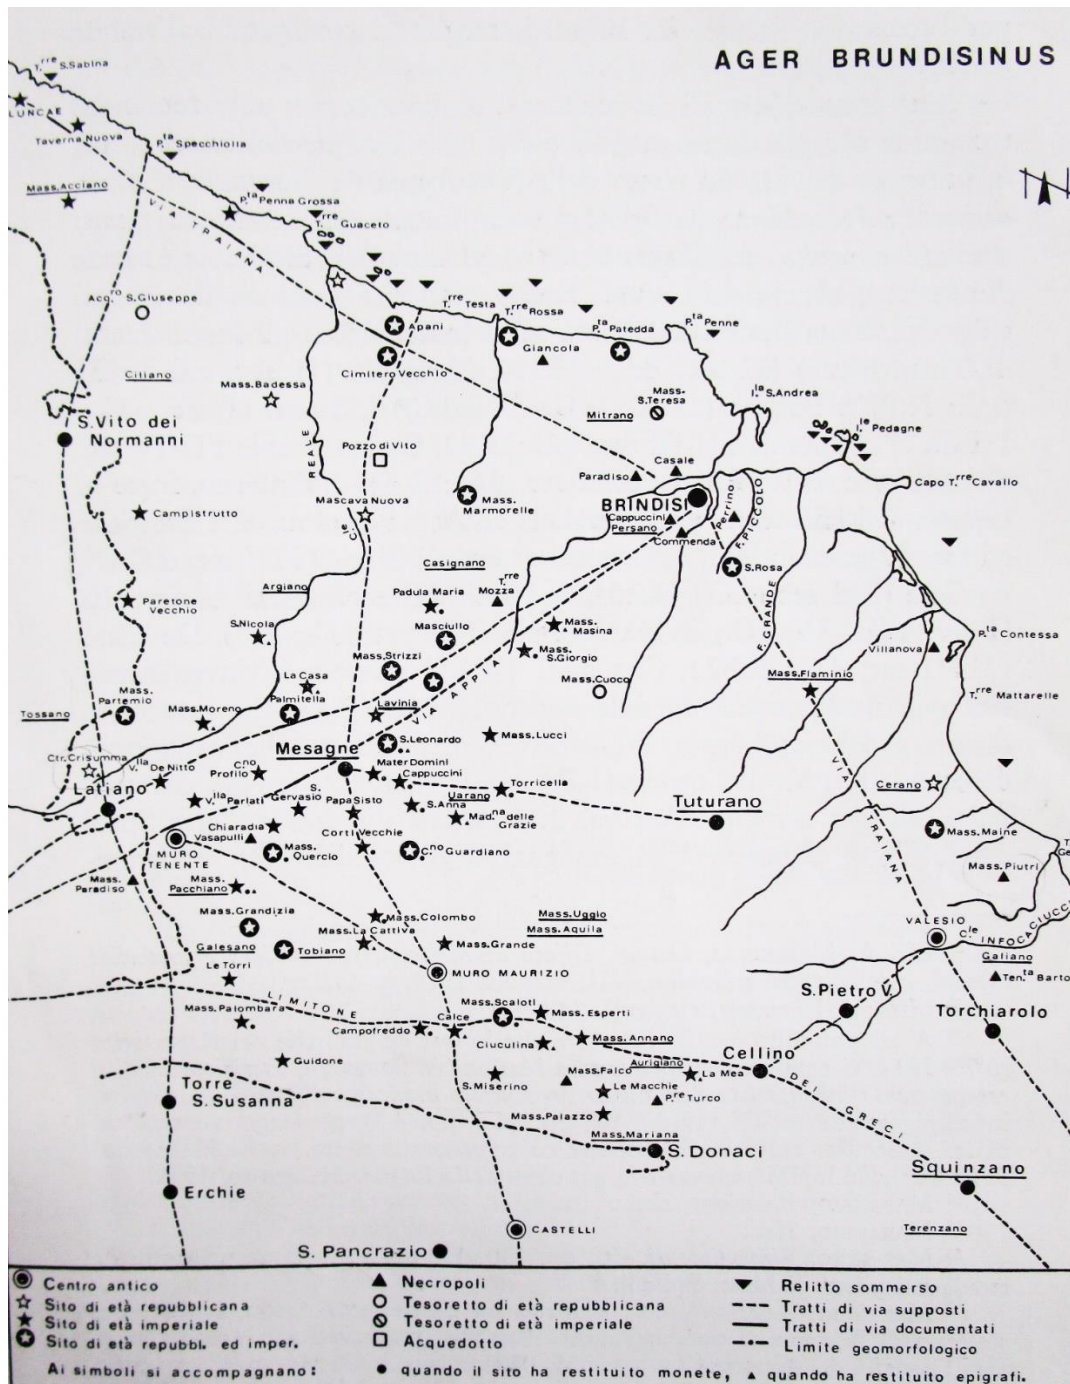 AGER BRUNDISINUS
T.rre S.Sabina
LUNCAE
Taverna Nuova
P.ta Specchiolla
Mass.Acciano
VIA TRAIANA
P.ta Penna Grossa
T.rre Guaceto
Acq.ro S.Giuseppe
T.rre Testa
T.rre Rossa
Apani
P.ta Patedda
P.ta Penne
Giancola
Cimitero Vecchio
Ciliano
Mass.Badessa
Mass. S.Teresa
I.la S.Andrea
Mitrano
S.Vito dei Normanni
I.le Pedagne
C.le REALE
Pozzo di Vito
Casale
Paradiso
Capo T.rre Cavallo
Mascava Nuova
Mass. Marmorelle
BRINDISI
Cappuccini
Perrino
Persano
F. PICCOLO
Campistrutto
Commenda
Casignano
S.Rosa
Argiano
T.rre Mozza
Padula Maria
F. GRANDE
Paretone Vecchio
S.Nicola
Masciullo
Mass. Masina
P.ta Contessa
Mass. S.Giorgio
Villanova
Mass.Strizzi
Mass.Flaminio
La Casa
Mass.Cuoco
T.rre Mattarelle
Mass. Partemio
Palmitella
Lavinia
VIA APPIA
Tossano
Mass.Moreno
S.Leonardo
Mass.Lucci
Ctr.Crisumma
V.lla De Nitto
C.no Profilo
Mesagne
Mater Domini
VIA TRAIANA
Cappuccini
Torricella
Cerano
Latiano
V.lla Parlati
S. Gervasio
Papa Sisto
Uarano
S.Anna
Mad.na delle Grazie
Tuturano
Chiaradia
Vasapulli
Corti Vecchie
Mass.Maine
MURO TENENTE
Mass. Quercio
C.no Guardiano
Mass. Paradiso
Mass. Pacchiano
Mass.Piutri
Mass.Grandizia
Mass.Colombo
Mass.Uggio
Mass.La Cattiva
Mass.Aquila
VALESIO
C.le INFOCACIUCCI
Galesano
Tobiano
Mass.Grande
Galiano
Le Torri
MURO MAURIZIO
Ten.ta Barto
LIMITONE
S.Pietro V.
Mass.Palombara
Mass.Scaloti
Mass.Esperti
Torchiarolo
Campofreddo
Calce
Ciuculina
Mass.Annano
Cellino
Guidone
Aurigiano
S.Miserino
Mass.Falco
La Mea
DEI GRECI
Torre S.Susanna
Le Macchie
P.re Turco
Mass.Palazzo
Mass.Mariana
S.Donaci
Squinzano
Erchie
CASTELLI
Terenzano
S. Pancrazio
Centro antico
Sito di età repubblicana
Sito di età imperiale
Sito di età repubbl. ed imper.
Necropoli
Tesoretto di età repubblicana
Tesoretto di età imperiale
Acquedotto
Relitto sommerso
Tratti di via supposti
Tratti di via documentati
Limite geomorfologico
Ai simboli si accompagnano: ● quando il sito ha restituito monete, ▲ quando ha restituito epigrafi.